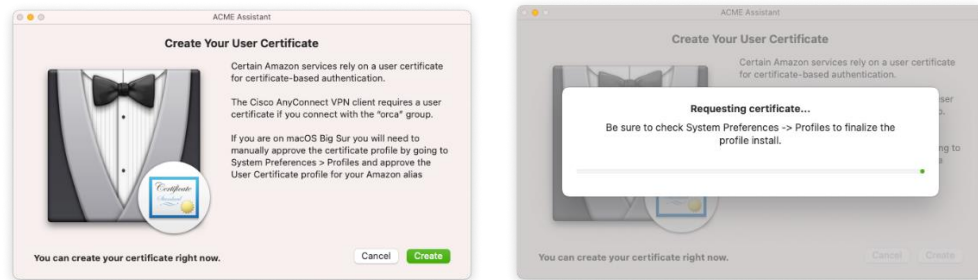 ACME Assistant
Create Your User Certificate
Certain Amazon services rely on a user certificate
for certificate-based authentication.
The Cisco AnyConnect VPN client requires a user
certificate if you connect with the "orca" group.
If you are on macOS Big Sur you will need to
manually approve the certificate profile by going to
System Preferences > Profiles and approve the
User Certificate profile for your Amazon alias
Certificate
Standard
You can create your certificate right now.
Cancel
Create
ACME Assistant
Create Your User Certificate
Certain Amazon services rely on a user certificate
for certificate-based authentication.
Requesting certificate...
Be sure to check System Preferences -> Profiles to finalize the
profile install.
ng to
You can create your certificate right now.
Cancel
Create